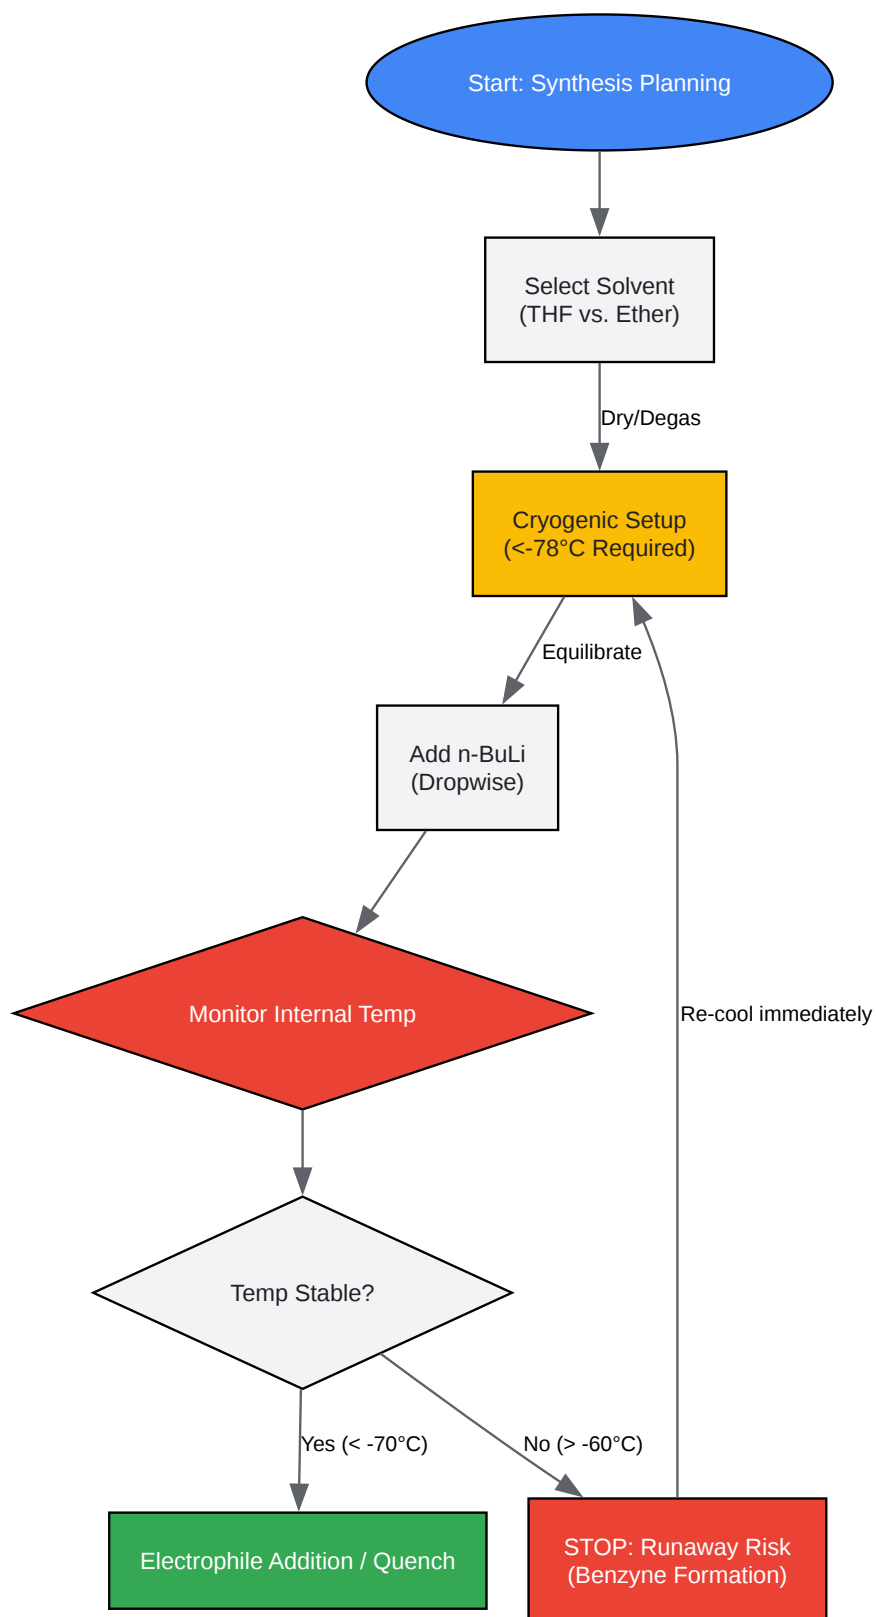 Start: Synthesis Planning
Select Solvent
(THF vs. Ether)
Dry/Degas
Cryogenic Setup
(<-78°C Required)
Equilibrate
Add n-BuLi
(Dropwise)
Monitor Internal Temp
Re-cool immediately
Temp Stable?
Yes (< -70°C)
No (> -60°C)
Electrophile Addition / Quench
STOP: Runaway Risk
(Benzyne Formation)